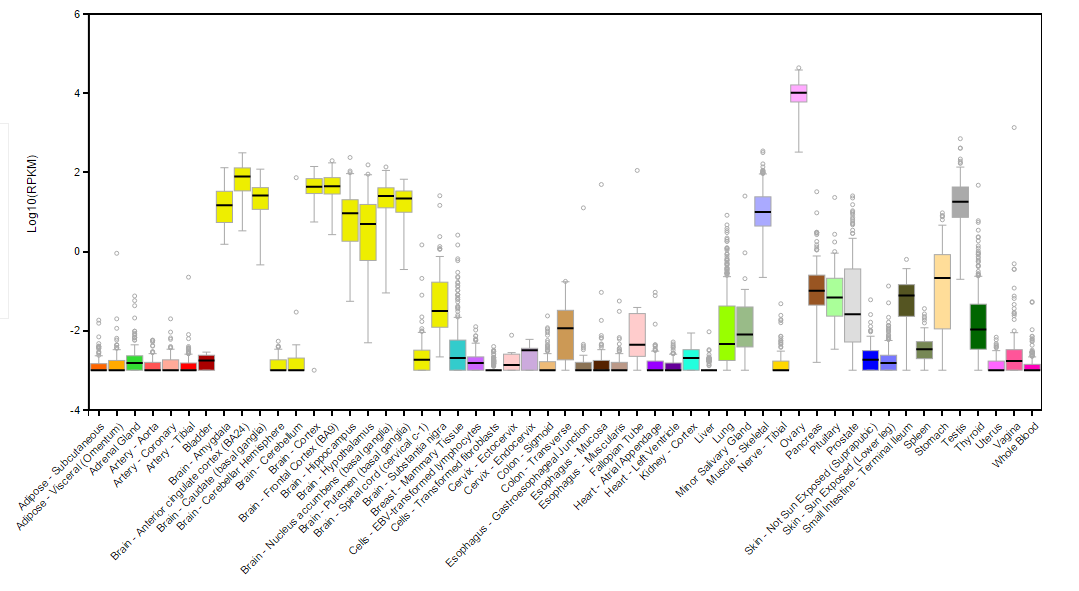 6
4
2
0
-2
-4
Log10(RPKM)
Adipose - Subcutaneous
Adipose - Visceral (Omentum)
Adrenal Gland
Artery - Aorta
Artery - Coronary
Artery - Tibial
Bladder
Brain - Amygdala
Brain - Anterior cingulate cortex (BA24)
Brain - Caudate (basal ganglia)
Brain - Cerebellar Hemisphere
Brain - Cerebellum
Brain - Cortex
Brain - Frontal Cortex (BA9)
Brain - Hippocampus
Brain - Hypothalamus
Brain - Nucleus accumbens (basal ganglia)
Brain - Putamen (basal ganglia)
Brain - Spinal cord (cervical c-1)
Brain - Substantia nigra
Breast - Mammary Tissue
Cells - EBV-transformed lymphocytes
Cells - Transformed fibroblasts
Cervix - Ectocervix
Cervix - Endocervix
Colon - Sigmoid
Colon - Transverse
Esophagus - Gastroesophageal Junction
Esophagus - Mucosa
Esophagus - Muscularis
Fallopian Tube
Heart - Atrial Appendage
Heart - Left Ventricle
Kidney - Cortex
Liver
Lung
Minor Salivary Gland
Muscle - Skeletal
Nerve - Tibial
Ovary
Pancreas
Pituitary
Prostate
Skin - Not Sun Exposed (Suprapubic)
Skin - Sun Exposed (Lower leg)
Small Intestine - Terminal Ileum
Spleen
Stomach
Testis
Thyroid
Uterus
Vagina
Whole Blood